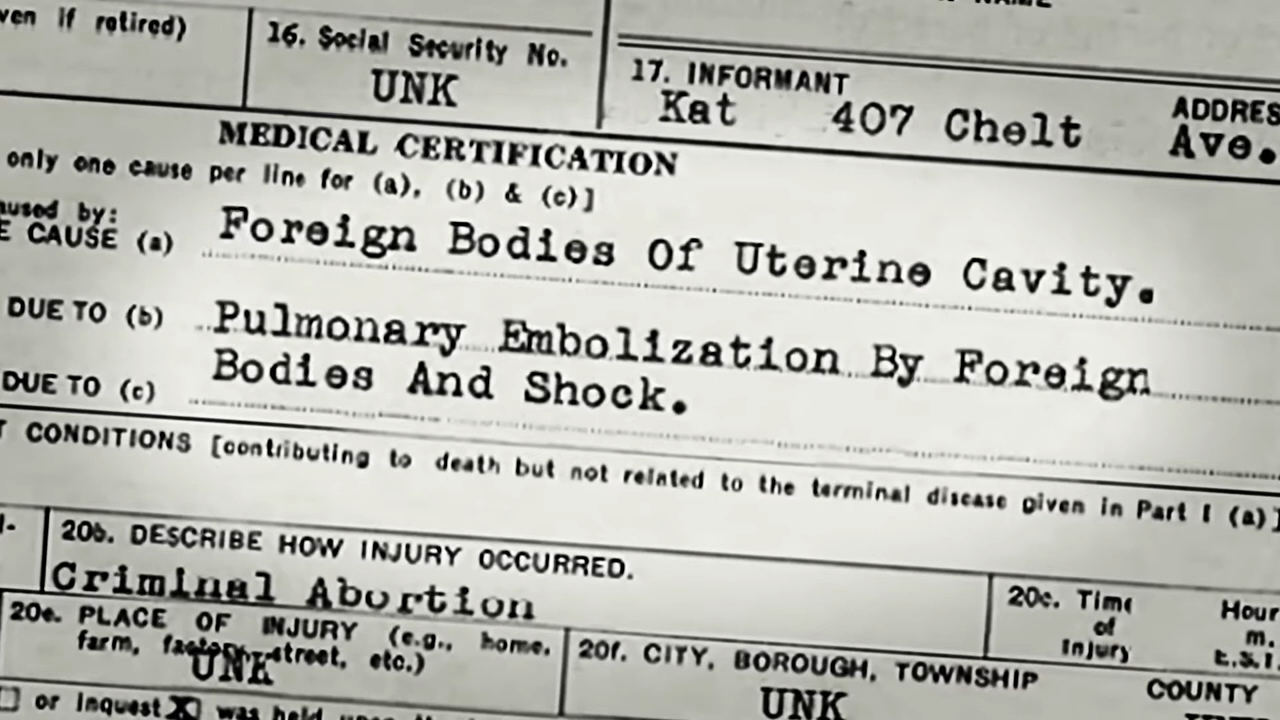 ven if retired)
16. Social Security No.
UNK
17. INFORMANT
ADDRES
Kat 407 Chelt Ave.
MEDICAL CERTIFICATION
only one cause per line for (a), (b) & (c)]
aused by:
E CAUSE (a) Foreign Bodies Of Uterine Cavity.
DUE TO (b) Pulmonary Embolization By Foreign
DUE TO (c) Bodies And Shock.
T CONDITIONS [contributing to death but not related to the terminal disease given in Part I (a)]
20b. DESCRIBE HOW INJURY OCCURRED.
Criminal Abortion
20c. Time of Injury
Hour
m.
20e. PLACE OF INJURY (e.g., home,
farm, factory, street, etc.)
UNK
20f. CITY, BOROUGH, TOWNSHIP
UNK
COUNTY
or Inquest X was held